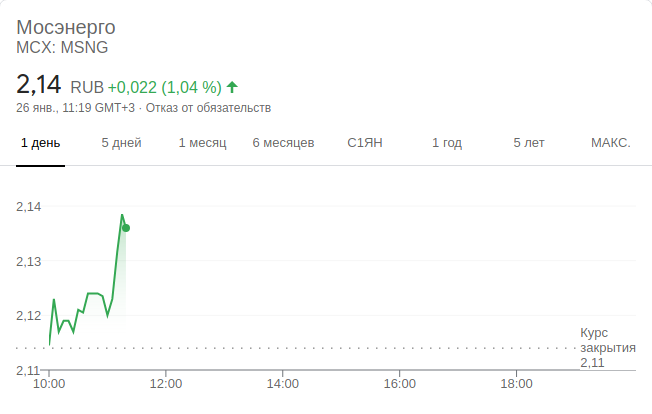 Мосэнерго
MCX: MSNG
2,14 RUB +0,022 (1,04 %)
26 янв., 11:19 GMT+3 · Отказ от обязательств
1 день 5 дней 1 месяц 6 месяцев С1ЯН 1 год 5 лет МАКС.
2,14
2,13
2,12
2,11
Курс
закрытия
2,11
10:00 12:00 14:00 16:00 18:00